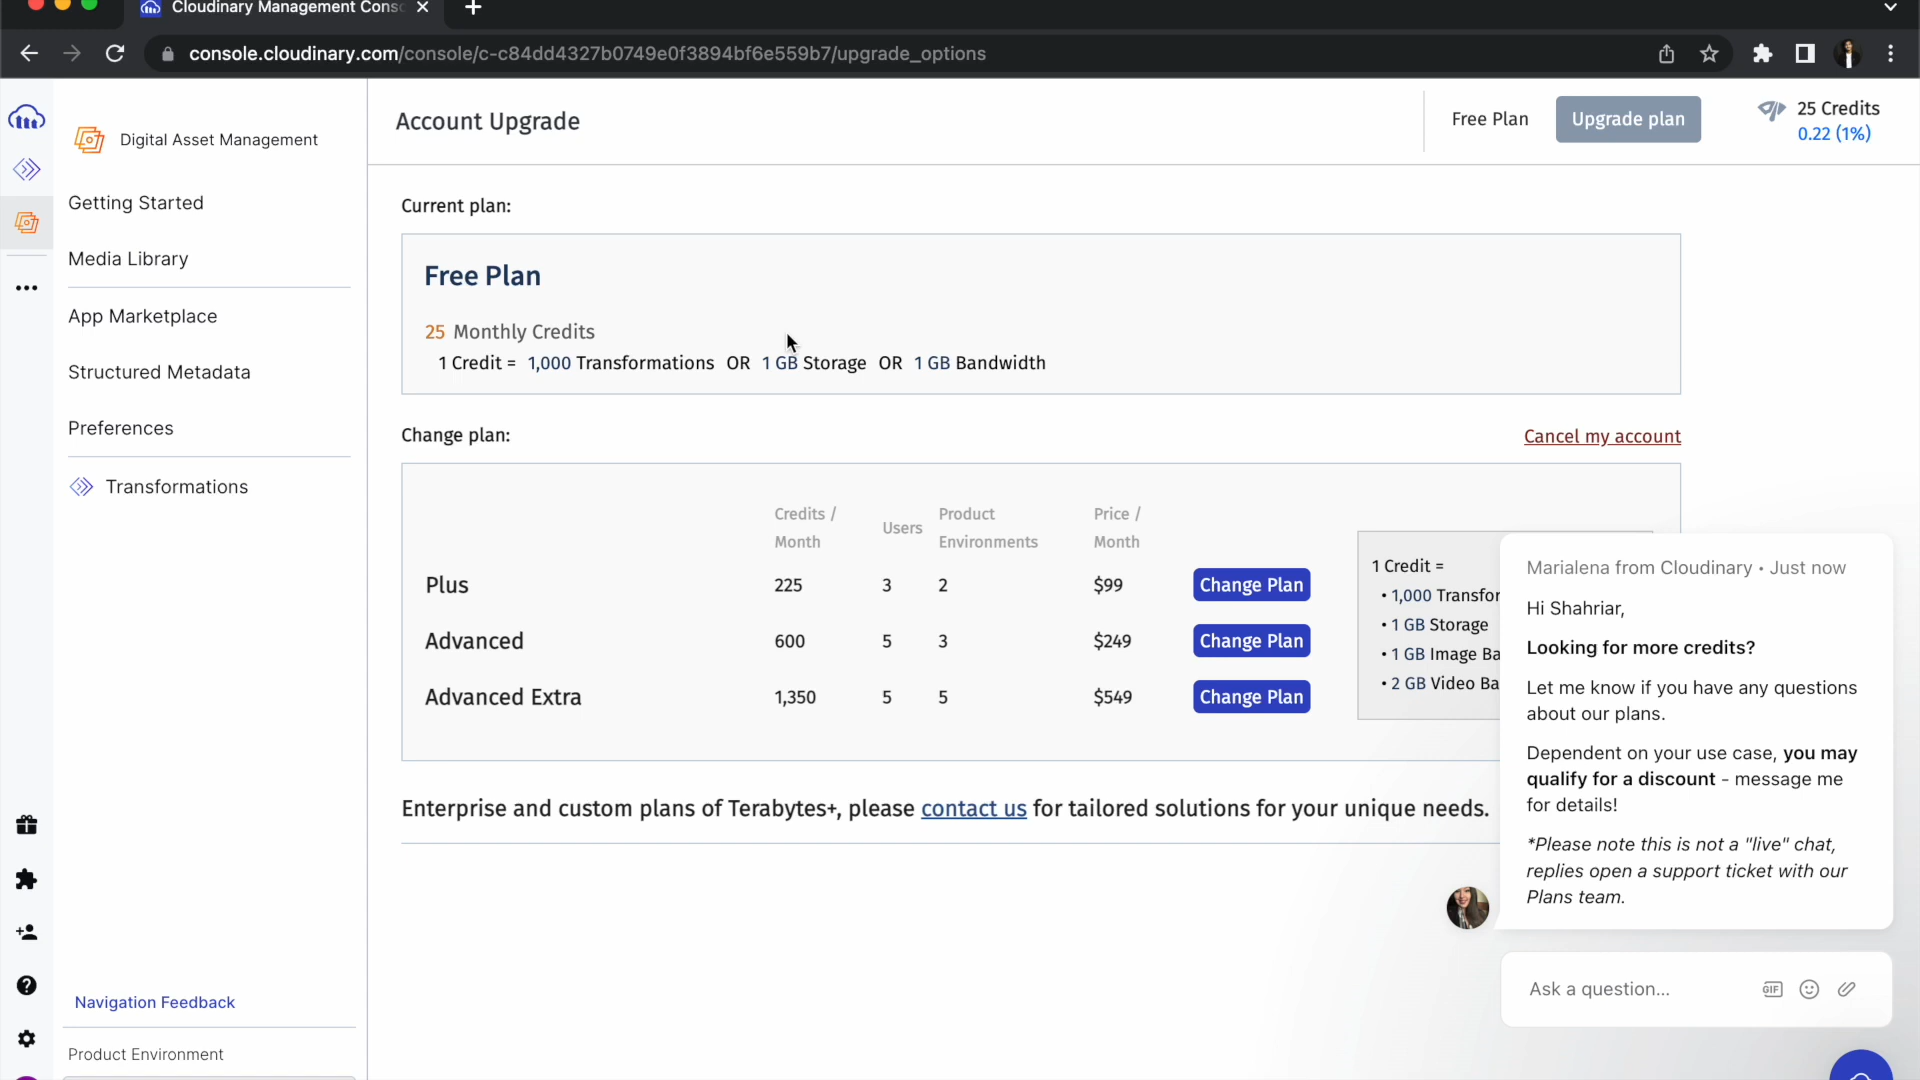 Cloudinary Management Conso
console.cloudinary.com/console/c-c84dd4327b0749e0f3894bf6e559b7/upgrade_options
Digital Asset Management
Getting Started
Media Library
App Marketplace
Structured Metadata
Preferences
Transformations
Navigation Feedback
Product Environment
Account Upgrade
Free Plan
Upgrade plan
25 Credits
0.22 (1%)
Current plan:
Free Plan
25 Monthly Credits
1 Credit = 1,000 Transformations OR 1 GB Storage OR 1 GB Bandwidth
Change plan:
Cancel my account
Credits / Month Users Product Environments Price / Month
Plus 225 3 2 $99 Change Plan
Advanced 600 5 3 $249 Change Plan
Advanced Extra 1,350 5 5 $549 Change Plan
1 Credit =
• 1,000 Transfor
• 1 GB Storage
• 1 GB Image Ba
• 2 GB Video Ba
Enterprise and custom plans of Terabytes+, please contact us for tailored solutions for your unique needs.
Marialena from Cloudinary • Just now
Hi Shahriar,
Looking for more credits?
Let me know if you have any questions
about our plans.
Dependent on your use case, you may
qualify for a discount - message me
for details!
*Please note this is not a "live" chat,
replies open a support ticket with our
Plans team.
Ask a question...
GIF